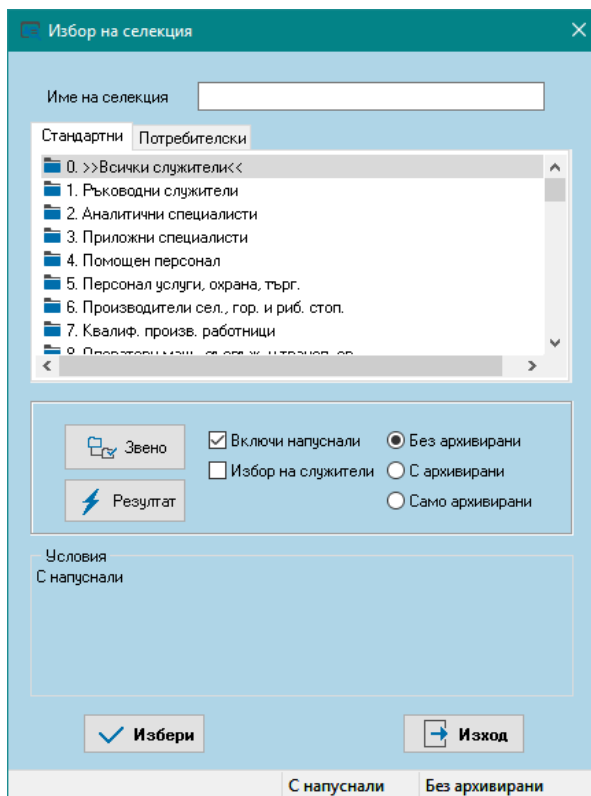 Избор на селекция
Име на селекция
Стандартни Потребителски
0. >>Всички служители<<
1. Ръководни служители
2. Аналитични специалисти
3. Приложни специалисти
4. Помощен персонал
5. Персонал услуги, охрана, търг.
6. Производители сел., гор. и риб. стоп.
7. Квалиф. произв. работници
Звено
Включи напуснали
Без архивирани
Избор на служители
С архивирани
Резултат
Само архивирани
Условия
С напуснали
Избери
Изход
С напуснали
Без архивирани